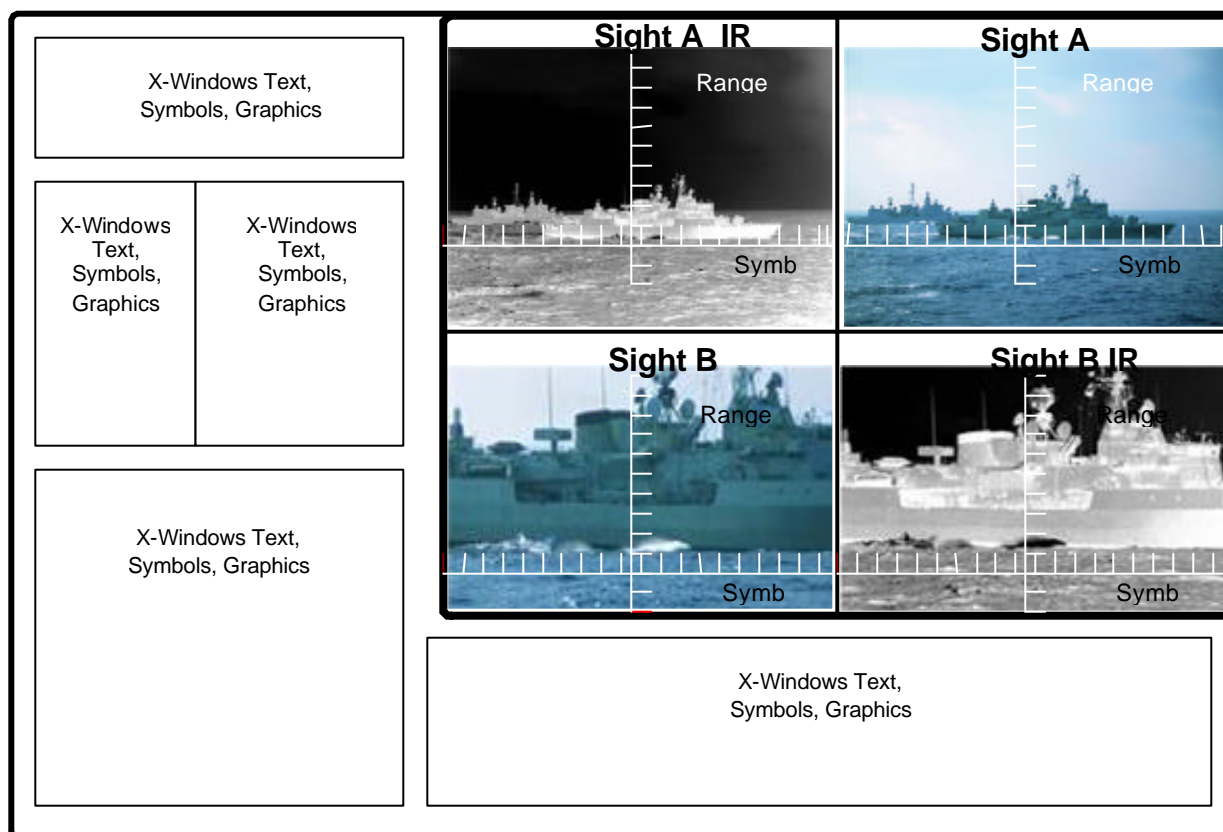 X-Windows Text,
Symbols, Graphics
X-Windows
Text,
Symbols,
Graphics
X-Windows
Text,
Symbols,
Graphics
X-Windows Text,
Symbols, Graphics
Sight A IR
Range
Symb
Sight A
Range
Symb
Sight B
Range
Symb
Sight B IR
Range
Symb
X-Windows Text,
Symbols, Graphics